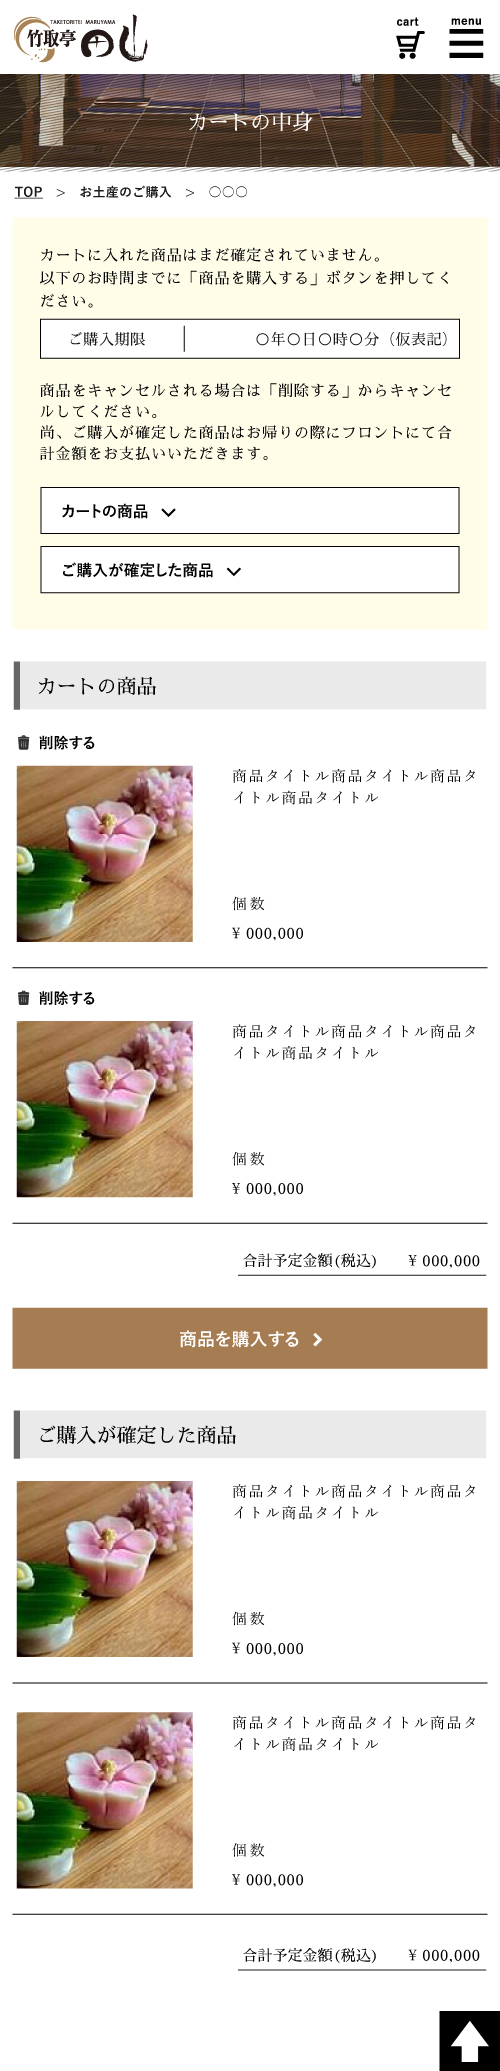 TAKETORITEI MARUYAMA
竹取亭
cart
menu
カートの中身
TOP > お土産のご購入 > 〇〇〇
カートに入れた商品はまだ確定されていません。
以下のお時間までに「商品を購入する」ボタンを押してく
ださい。
ご購入期限 〇年〇日〇時〇分（仮表記）
商品をキャンセルされる場合は「削除する」からキャンセ
ルしてください。
尚、ご購入が確定した商品はお帰りの際にフロントにて合
計金額をお支払いいただきます。
カートの商品
ご購入が確定した商品
カートの商品
削除する
商品タイトル商品タイトル商品タ
イトル商品タイトル
個数
¥ 000,000
削除する
商品タイトル商品タイトル商品タ
イトル商品タイトル
個数
¥ 000,000
合計予定金額(税込) ¥ 000,000
商品を購入する
ご購入が確定した商品
商品タイトル商品タイトル商品タ
イトル商品タイトル
個数
¥ 000,000
商品タイトル商品タイトル商品タ
イトル商品タイトル
個数
¥ 000,000
合計予定金額(税込) ¥ 000,000